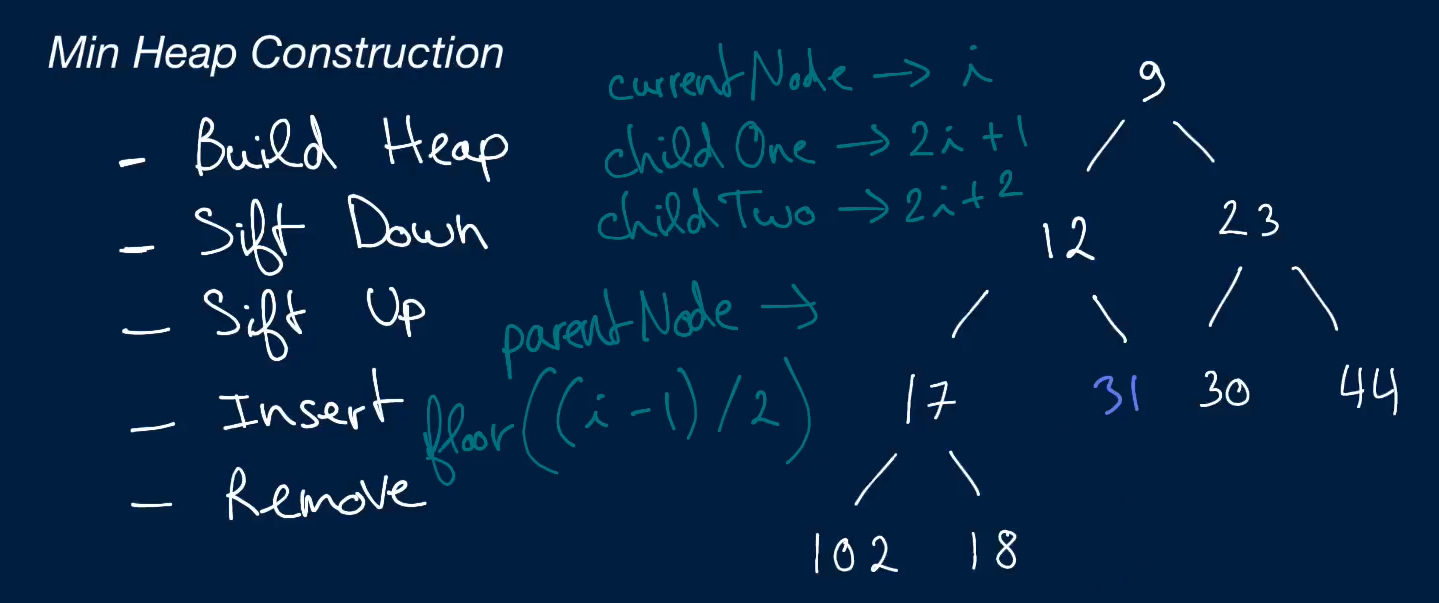 Min Heap Construction
- Build Heap
- Sift Down
- Sift Up
- Insert
- Remove
currentNode -> i
childOne -> 2i+1
childTwo -> 2i+2
parentNode ->
floor((i-1)/2)
9
12 23
17 31 30 44
102 18